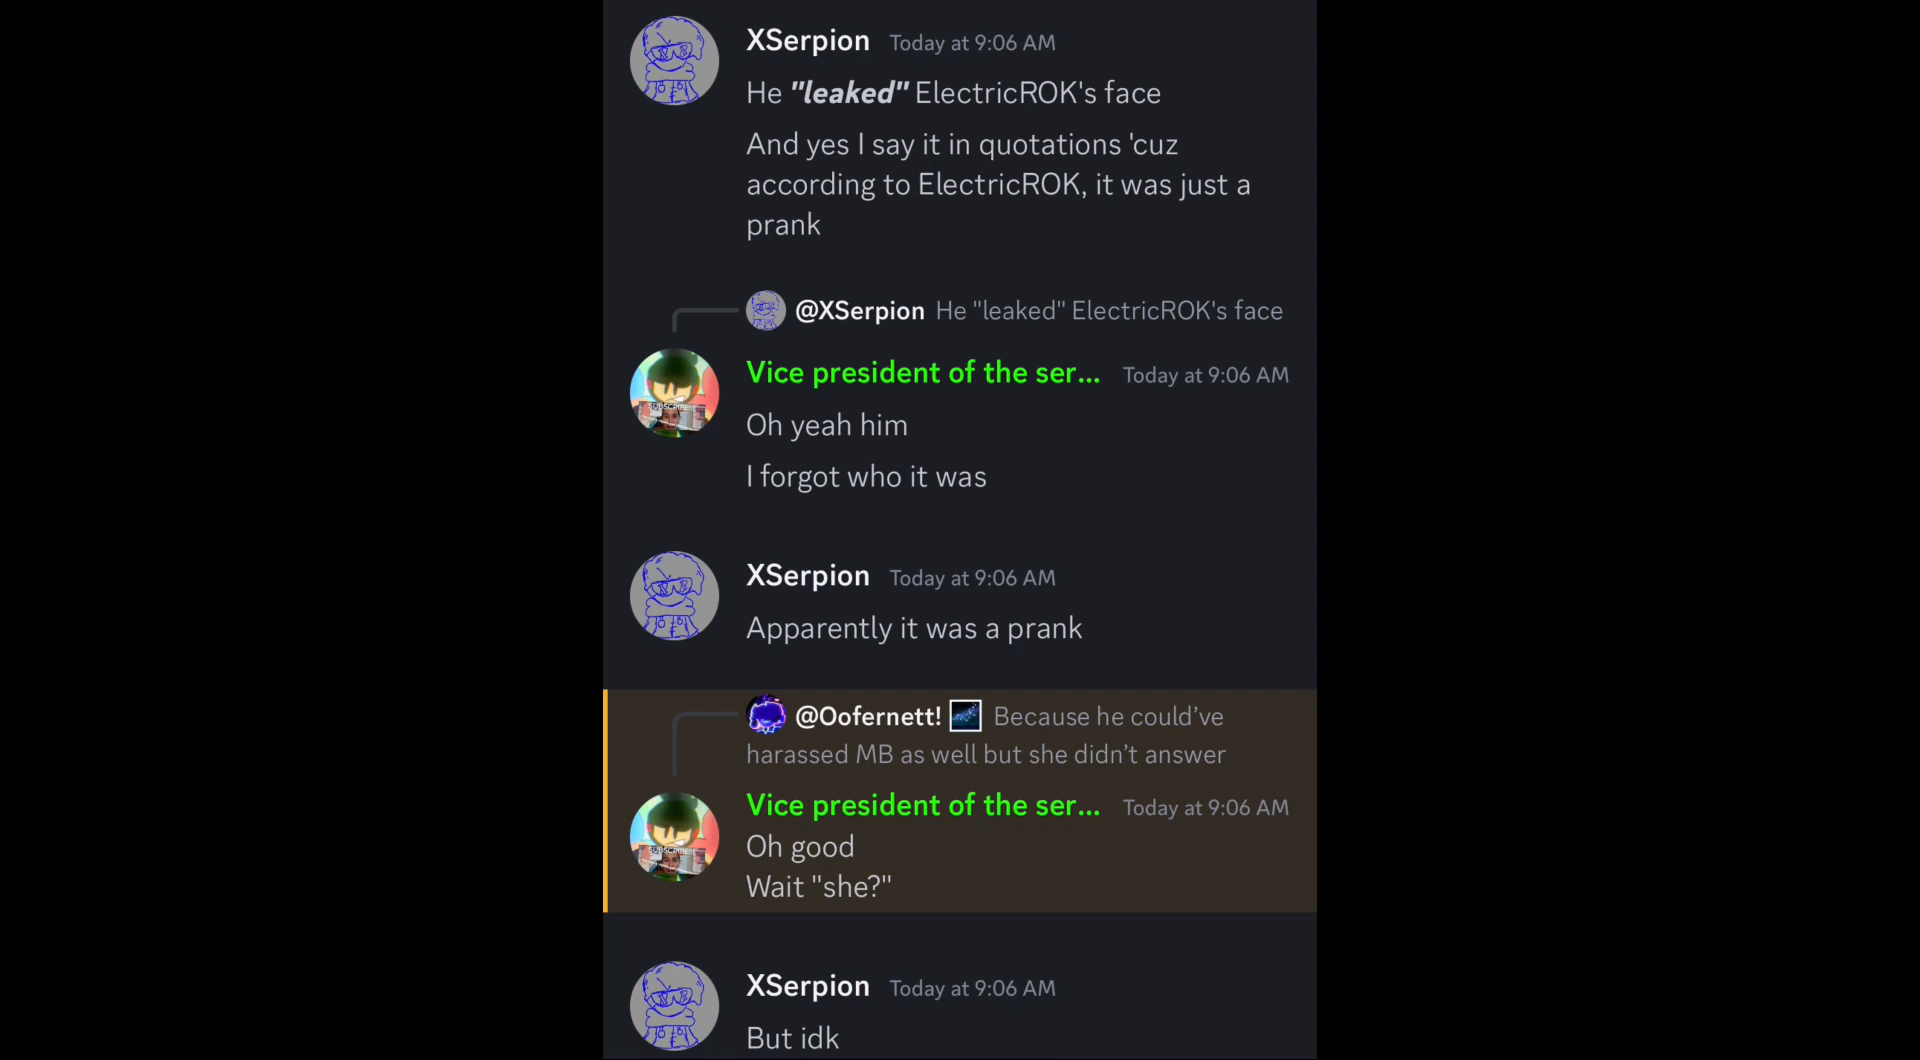 XSerpion Today at 9:06 AM
He "leaked" ElectricROK's face
And yes I say it in quotations 'cuz
according to ElectricROK, it was just a
prank
@XSerpion He "leaked" ElectricROK's face
Vice president of the ser... Today at 9:06 AM
SUBSCRIBE
Oh yeah him
I forgot who it was
XSerpion Today at 9:06 AM
Apparently it was a prank
@Oofernett! Because he could’ve
harassed MB as well but she didn’t answer
Vice president of the ser... Today at 9:06 AM
SUBSCRIBE
Oh good
Wait "she?"
XSerpion Today at 9:06 AM
But idk